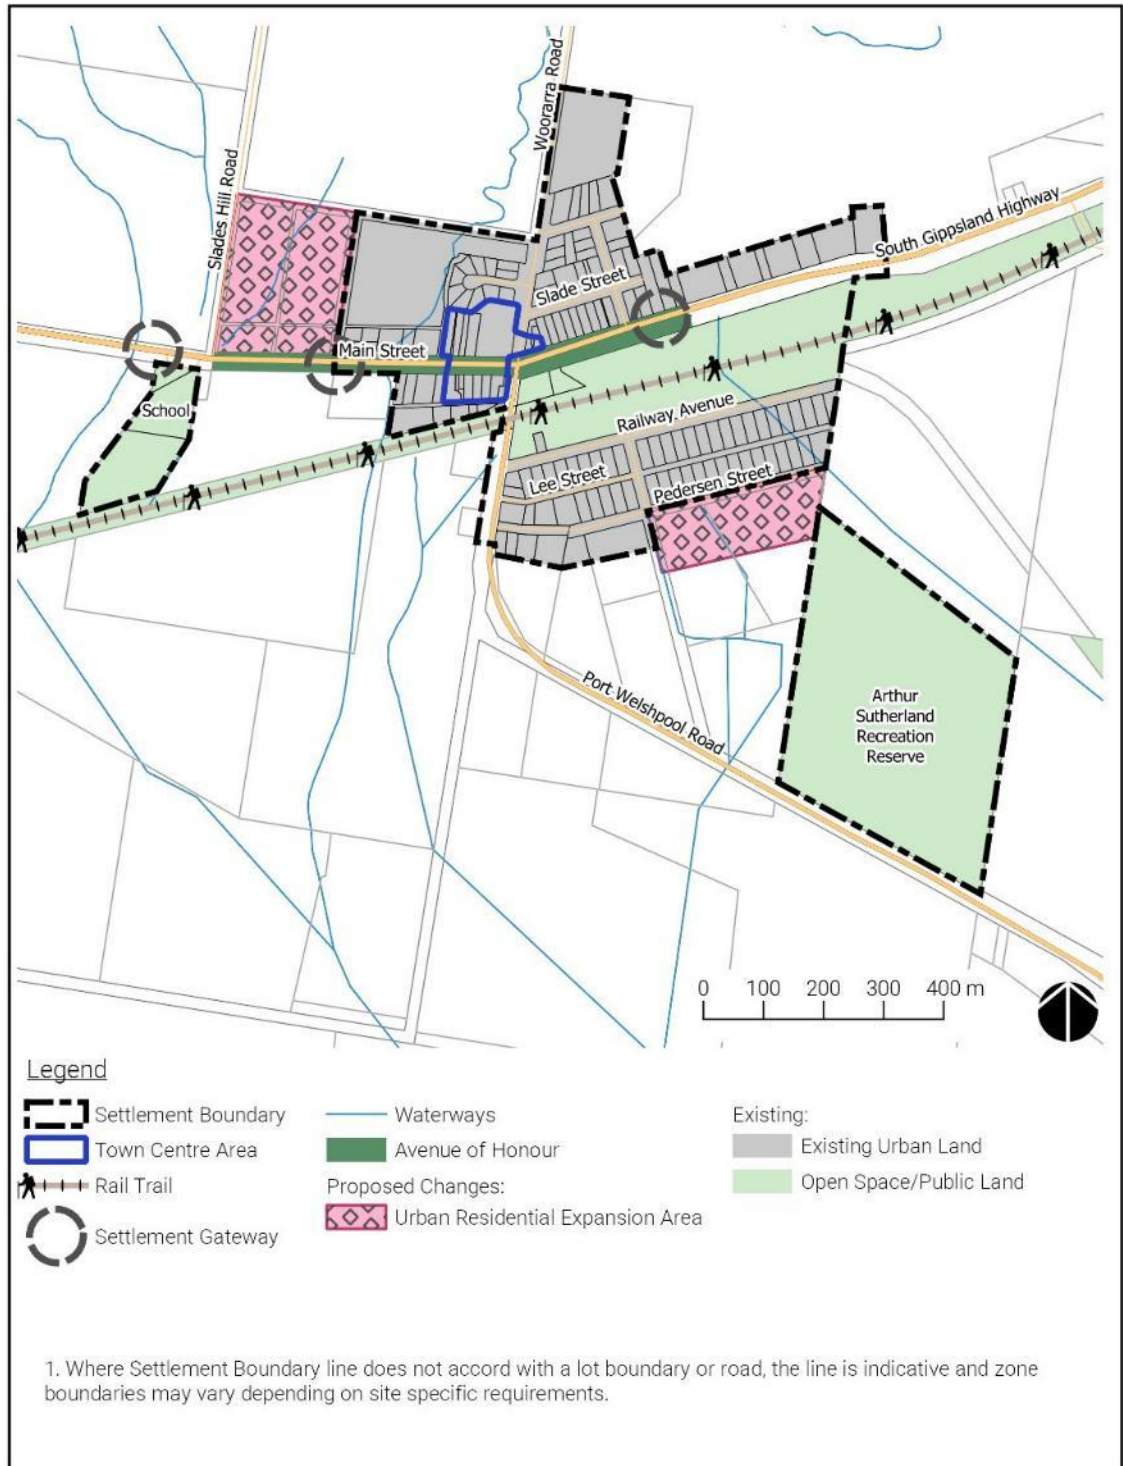 Woorarra Road
Slades Hill Road
South Gippsland Highway
Slade Street
Main Street
School
Railway Avenue
Lee Street
Pedersen Street
Port Welshpool Road
Arthur
Sutherland
Recreation
Reserve
0 100 200 300 400 m
Legend
Settlement Boundary
Town Centre Area
Rail Trail
Settlement Gateway
Waterways
Avenue of Honour
Proposed Changes:
Urban Residential Expansion Area
Existing:
Existing Urban Land
Open Space/Public Land
1. Where Settlement Boundary line does not accord with a lot boundary or road, the line is indicative and zone
boundaries may vary depending on site specific requirements.